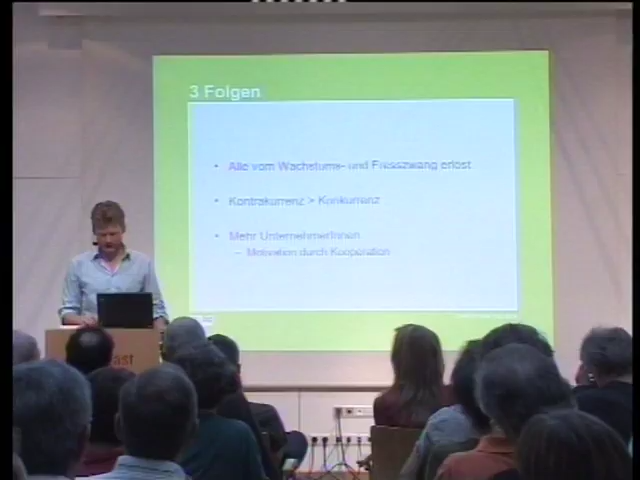 3 Folgen
• Alle vom Wachstums- und Fresszwang erlöst
• Kontrakurrenz > Konkurrenz
• Mehr UnternehmerInnen
– Motivation durch Kooperation